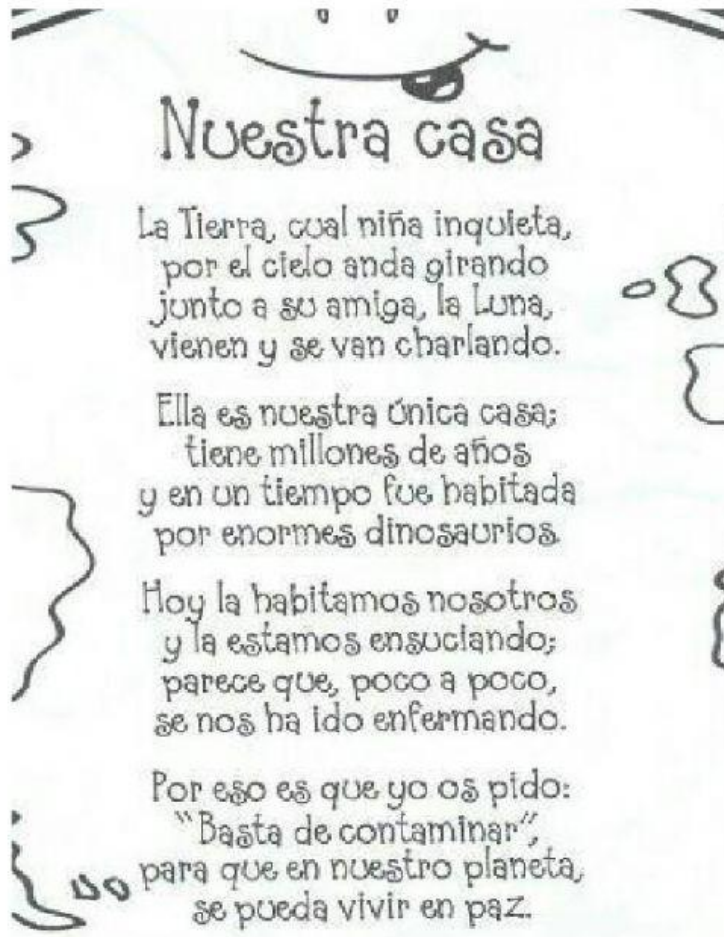 Nuestra casa
La Tierra, cual niña inquieta,
por el cielo anda girando
junto a su amiga, la Luna,
vienen y se van charlando.
Ella es nuestra única casa;
tiene millones de años
y en un tiempo fue habitada
por enormes dinosaurios.
Hoy la habitamos nosotros
y la estamos ensuciando;
parece que, poco a poco,
se nos ha ido enfermando.
Por eso es que yo os pido:
“Basta de contaminar”,
para que en nuestro planeta,
se pueda vivir en paz.